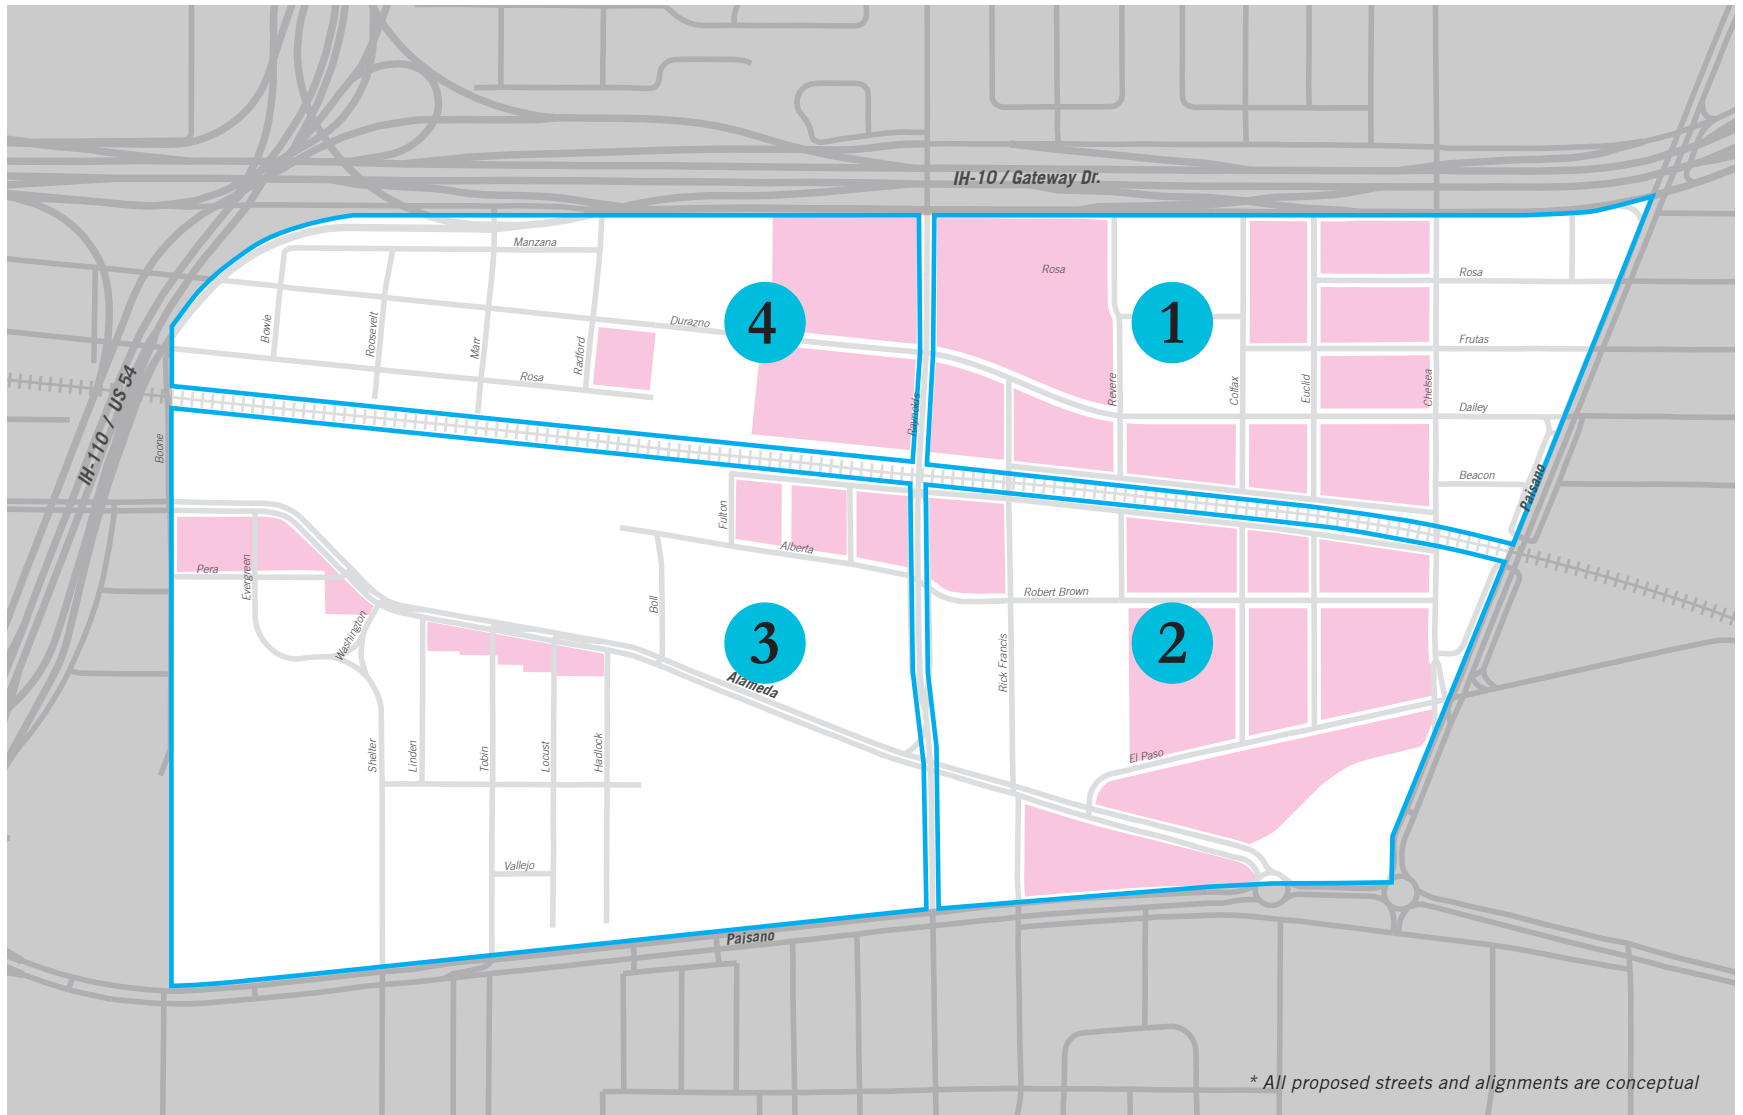 IH-10 / Gateway Dr.
Manzana
Rosa
Rosa
Bowie
Roosevelt
Marr
Durazno
4
1
Radford
Frutas
Rosa
Revere
Colfax
Euclid
Chelsea
Dailey
Raynolds
IH-110 / US 54
Boone
Beacon
Paisano
Fulton
Alberta
Pera
Evergreen
Robert Brown
Boll
Washington
3
2
Rick Francis
Alameda
El Paso
Shelter
Linden
Tobin
Locust
Hadlock
Vallejo
Paisano
* All proposed streets and alignments are conceptual